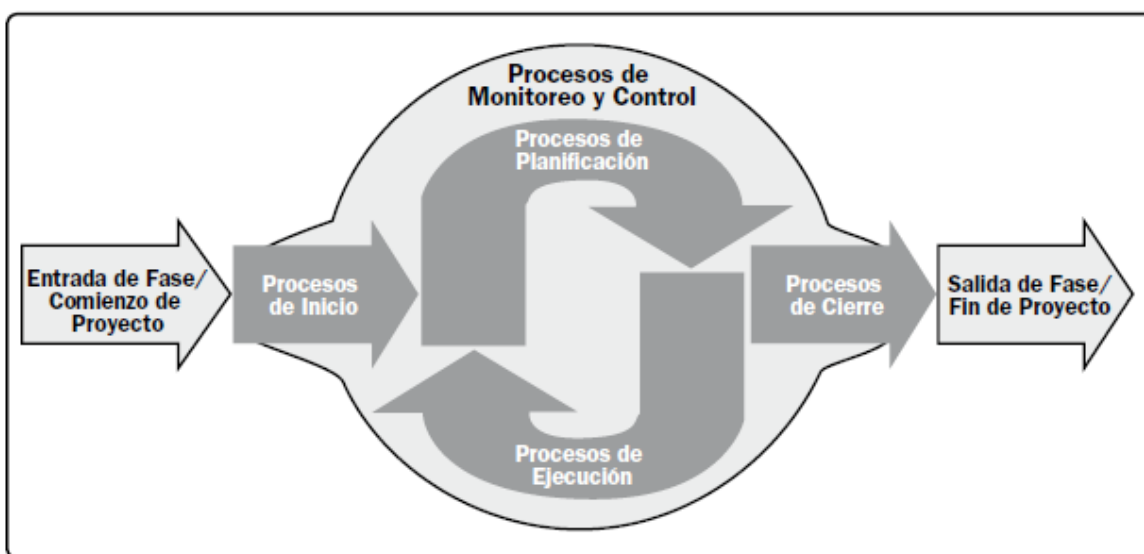 Procesos de
Monitoreo y Control
Procesos de
Planificación
Entrada de Fase/
Comienzo de
Proyecto
Procesos
de Inicio
Procesos
de Cierre
Salida de Fase/
Fin de Proyecto
Procesos de
Ejecución